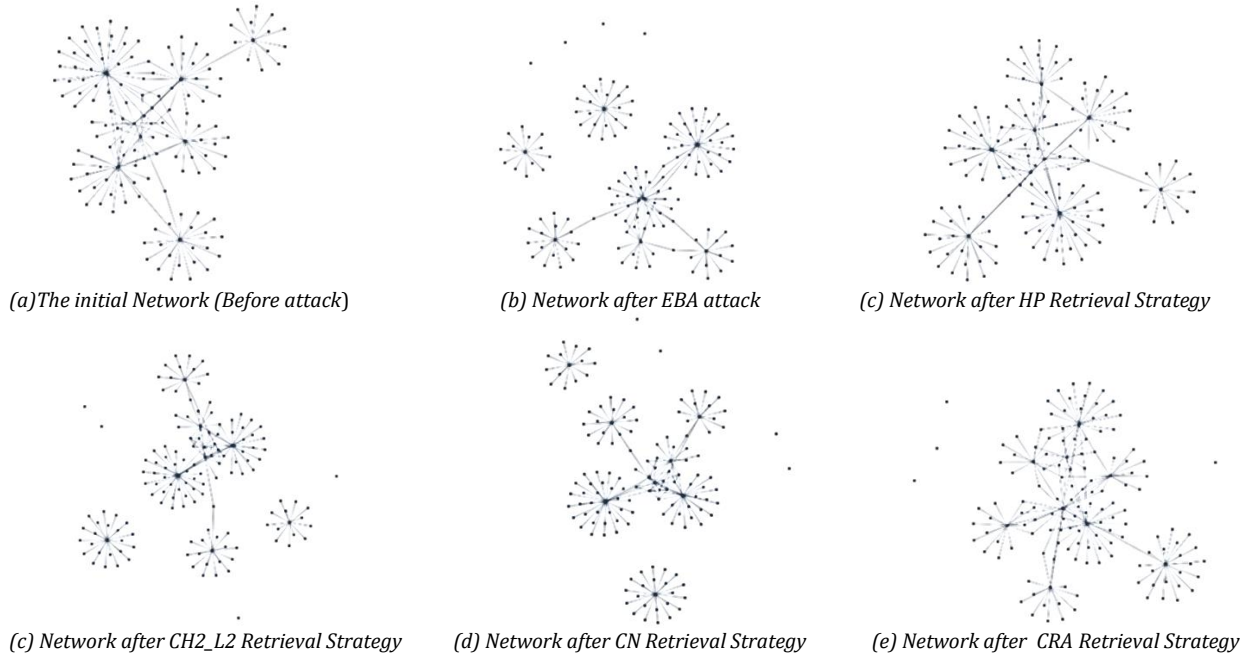 (a)The initial Network (Before attack)
(b) Network after EBA attack
(c) Network after HP Retrieval Strategy
(c) Network after CH2_L2 Retrieval Strategy
(d) Network after CN Retrieval Strategy
(e) Network after CRA Retrieval Strategy